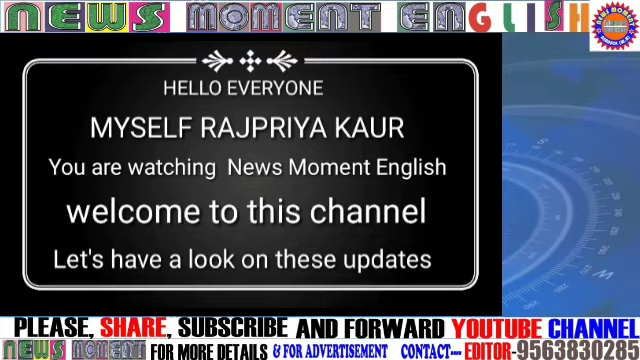 NEWS MOMENT ENGLISH
HELLO EVERYONE
MYSELF RAJPRIYA KAUR
You are watching News Moment English
welcome to this channel
Let's have a look on these updates
PLEASE, SHARE, SUBSCRIBE AND FORWARD YOUTUBE CHANNEL
NEWS MOMENT FOR MORE DETAILS & FOR ADVERTISEMENT CONTACT---- EDITOR-9563830285